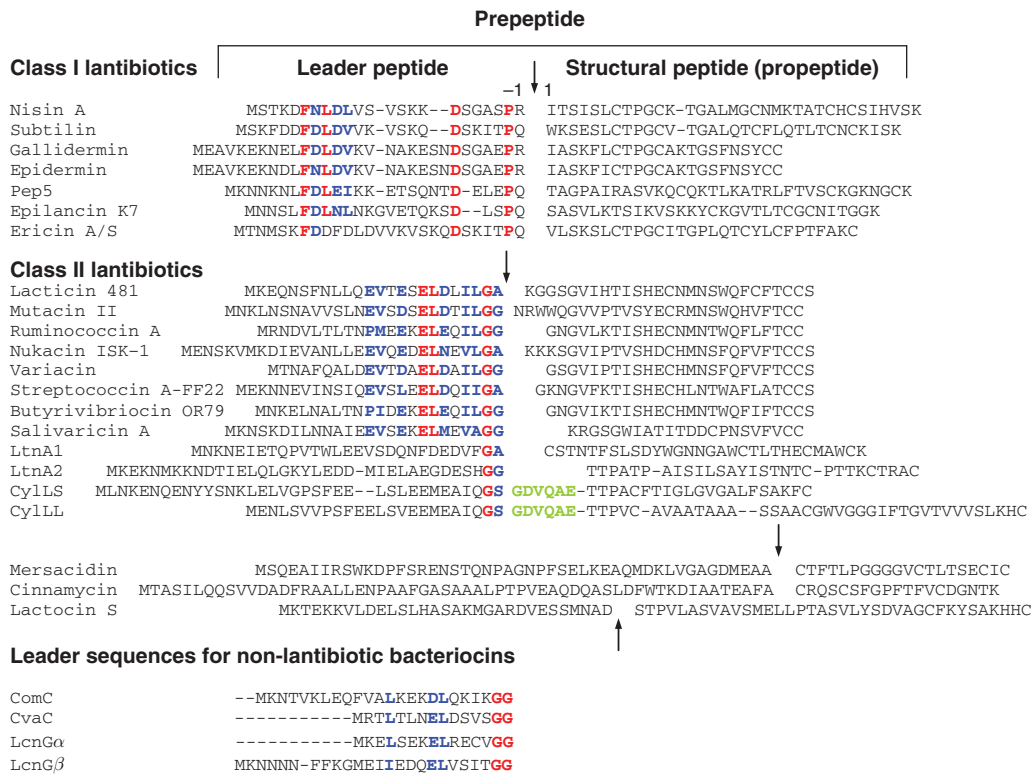 Prepeptide
Class I lantibiotics Leader peptide Structural peptide (propeptide)
–1 1
Nisin A MSTKDFNLDLVS-VSKK--DSGASPR ITSISLCTPGCK-TGALMGCNMKTATCHCSIHVSK
Subtilin MSKFDDFDLDVVK-VSKQ--DSKITPQ WKSESLCTPGCV-TGALQTCFLQTLTCNCKISK
Gallidermin MEAVKEKNELFDLDVKV-NAKESNDSGAEPR IASKFLCTPGCAKTGSFNSYCC
Epidermin MEAVKEKNDLFNLDVKV-NAKESNDSGAEPR IASKFICTPGCAKTGSFNSYCC
Pep5 MKNNKNLFDLEIKK-ETSQNTD-ELEPQ TAGPAIRASVKQCQKTLKATRLFTVSCKGKNGCK
Epilancin K7 MNNSLFDLNLNKGVETQKSD--LSPQ SASVLKTSIKVSKKYCKGVTLTCGCNITGGK
Ericin A/S MTNMSKFDDFDLDVVKVSKQDSKITPQ VLSKSLCTPGCITGPLQTCYLCFPTFAKC
Class II lantibiotics
Lacticin 481 MKEQNSFNLLQEVTESELDLILGA KGGSGVIHTISHECNMNSWQFCFTCCS
Mutacin II MNKLNSNAVVSLNEVSDSELDTILGG NRWWQGVVPTVSYECRMNSWQHVFTCC
Ruminococcin A MRNDVLTLTNPMEEKELEQILGG GNGVLKTISHECNMNTWQFLFTCC
Nukacin ISK-1 MENSKVMKDIEVANLLEEVQEDELNEVLGA KKKSGVIPTVSHDCHMNSFQFVFTCCS
Variacin MTNAFQALDEVTDAELDAILGG GSGVIPTISHECHMNSFQFVFTCCS
Streptococcin A-FF22 MEKNNEVINSIQEVSLEELDQIIGA GKNGVFKTISHECHLNTWAFLATCCS
Butyrivibriocin OR79 MNKELNALTNPIDEKELEQILGG GNGVIKTISHECHMNTWQFIFTCCS
Salivaricin A MKNSKDILNNAIEEVSEKELMEVAGG KRGSGWIATITDDCPNSVFVCC
LtnA1 MNKNEIETQPVTWLEEVSDQNFDEDVFGA CSTNTFSLSDYWGNNGAWCTLTHECMAWCK
LtnA2 MKEKNMKKNDTIELQLGKYLEDD-MIELAEGDESHGG TTPATP-AISILSAYISTNTC-PTTKCTRAC
CylLS MLNKENQENYYSNKLELVGPSFEE--LSLEEMEAIQGS GDVQAE-TTPACFTIGLGVGALFSAKFC
CylLL MENLSVVPSFEELSVEEMEAIQGS GDVQAE-TTPVC-AVAATAAA--SSAACGWVGGGIFTGVTVVVSLKHC
Mersacidin MSQEAIIRSWKDPFSRENSTQNPAGNPFSELKEAQMDKLVGAGDMEAA CTFTLPGGGGVCTLTSECIC
Cinnamycin MTASILQQSVVDADFRAALLENPAAFGASAAALPTPVEAQDQASLDFWTKDIAATEAFA CRQSCSFGPFTFVCDGNTK
Lactocin S MKTEKKVLDELSLHASAKMGARDVESSMNAD STPVLASVAVSMELLPTASVLYSDVAGCFKYSAKHHC
Leader sequences for non-lantibiotic bacteriocins
ComC --MKNTVKLEQFVALKEKDLQKIKGG
CvaC -----------MRTLTLNELDSVSGG
LcnGα -----------MKELSEKELRECVGG
LcnGβ MKNNNN-FFKGMEIIEDQELVSITGG